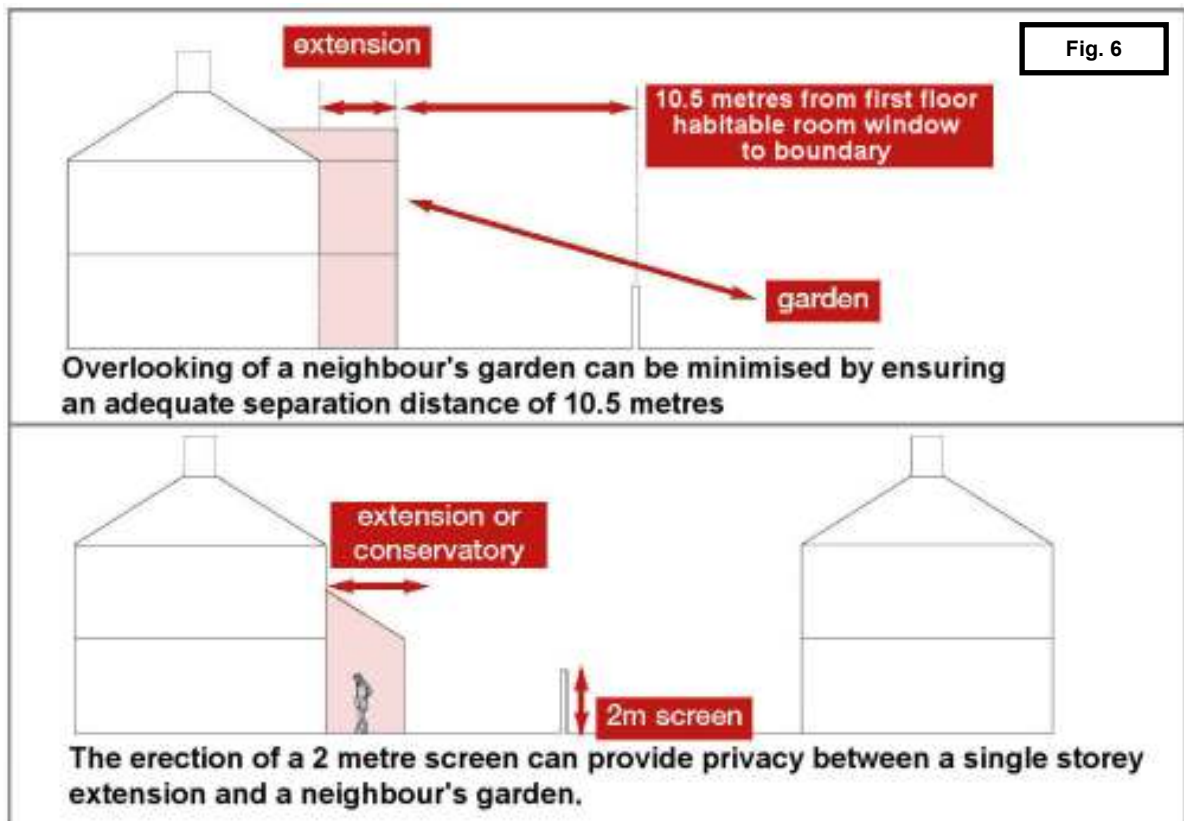 extension
Fig. 6
10.5 metres from first floor
habitable room window
to boundary
garden
Overlooking of a neighbour's garden can be minimised by ensuring
an adequate separation distance of 10.5 metres
extension or
conservatory
2m screen
The erection of a 2 metre screen can provide privacy between a single storey
extension and a neighbour's garden.